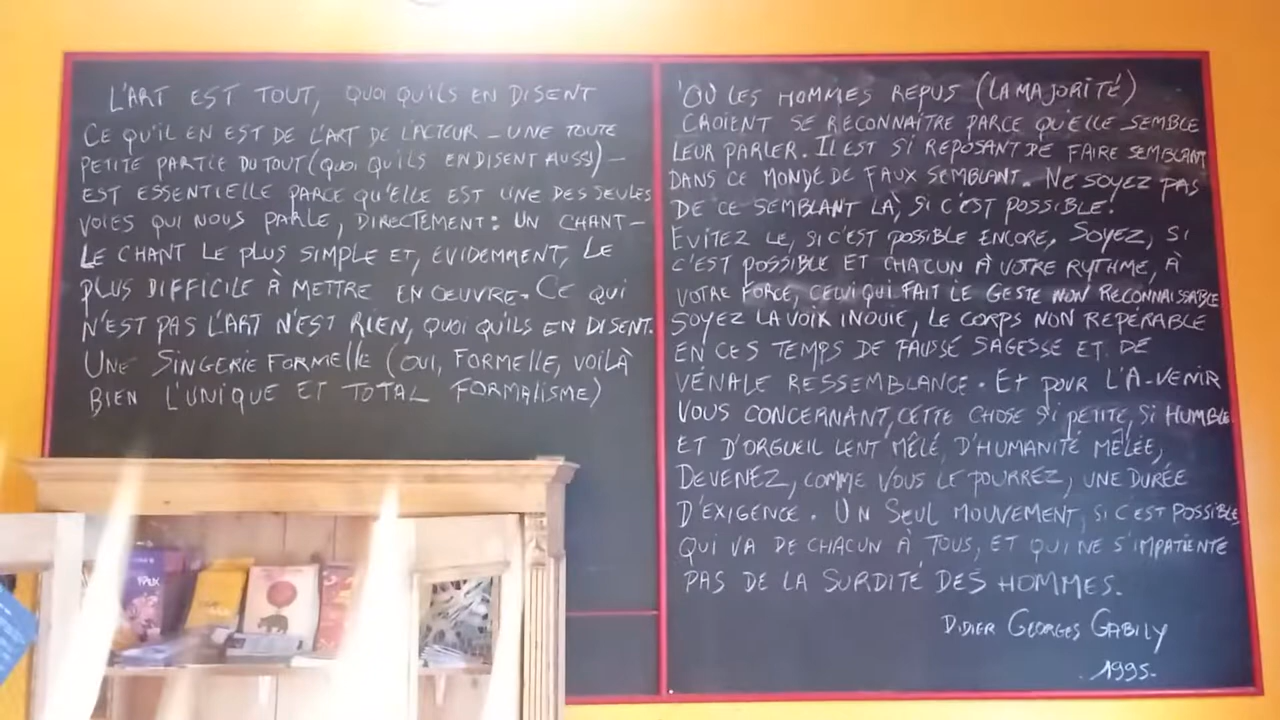 L'ART EST TOUT, QUOI QU'ILS EN DISENT
CE QU'IL EN EST DE L'ART DE L'ACTEUR - UNE TOUTE
PETITE PARTIE DU TOUT (QUOI QU'ILS EN DISENT AUSSI) -
EST ESSENTIELLE PARCE QU'ELLE EST UNE DES SEULES
VOIES QUI NOUS PARLE, DIRECTEMENT : UN CHANT -
LE CHANT LE PLUS SIMPLE ET, EVIDEMMENT, LE
PLUS DIFFICILE À METTRE EN OEUVRE. CE QUI
N'EST PAS L'ART N'EST RIEN, QUOI QU'ILS EN DISENT.
UNE SINGERIE FORMELLE (OUI, FORMELLE, VOILÀ
BIEN L'UNIQUE ET TOTAL FORMALISME)
OÙ LES HOMMES REPUS (LA MAJORITÉ)
CROIENT SE RECONNAÎTRE PARCE QU'ELLE SEMBLE
LEUR PARLER. IL EST SI REPOSANT DE FAIRE SEMBLANT
DANS CE MONDE DE FAUX SEMBLANT. NE SOYEZ PAS
DE CE SEMBLANT LÀ, SI C'EST POSSIBLE.
EVITEZ LE, SI C'EST POSSIBLE ENCORE, SOYEZ, SI
C'EST POSSIBLE ET CHACUN À VOTRE RYTHME, À
VOTRE FORCE, CELUI QUI FAIT LE GESTE NON RECONNAISSABLE
SOYEZ LA VOIX INOUIE, LE CORPS NON REPÉRABLE
EN CES TEMPS DE FAUSSE SAGESSE ET DE
VÉNALE RESSEMBLANCE. ET POUR L'A-VENIR
VOUS CONCERNANT, CETTE CHOSE SI PETITE, SI HUMBLE
ET D'ORGUEIL LENT MÊLÉ, D'HUMANITÉ MÊLÉE,
DEVENEZ, COMME VOUS LE POURREZ, UNE DURÉE
D'EXIGENCE. UN SEUL MOUVEMENT, SI C'EST POSSIBLE,
QUI VA DE CHACUN À TOUS, ET QUI NE S'IMPATIENTE
PAS DE LA SURDITÉ DES HOMMES.
DIDIER GEORGES GABILY
1995.